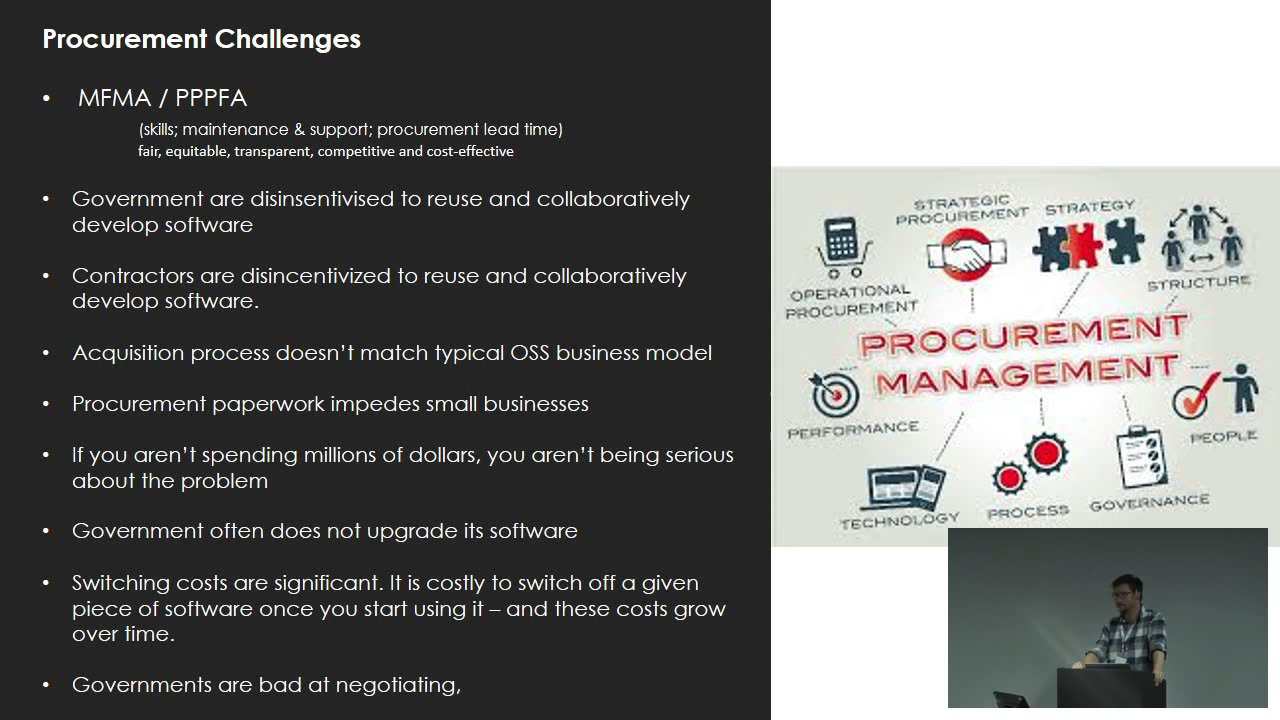 Procurement Challenges
• MFMA / PPPFA
(skills; maintenance & support; procurement lead time)
fair, equitable, transparent, competitive and cost-effective
• Government are disinsentivised to reuse and collaboratively
develop software
• Contractors are disincentivized to reuse and collaboratively
develop software.
• Acquisition process doesn’t match typical OSS business model
• Procurement paperwork impedes small businesses
• If you aren’t spending millions of dollars, you aren’t being serious
about the problem
• Government often does not upgrade its software
• Switching costs are significant. It is costly to switch off a given
piece of software once you start using it – and these costs grow
over time.
• Governments are bad at negotiating,
STRATEGIC
PROCUREMENT
STRATEGY
STRUCTURE
OPERATIONAL
PROCUREMENT
PROCUREMENT
MANAGEMENT
PERFORMANCE
PEOPLE
TECHNOLOGY
PROCESS
GOVERNANCE